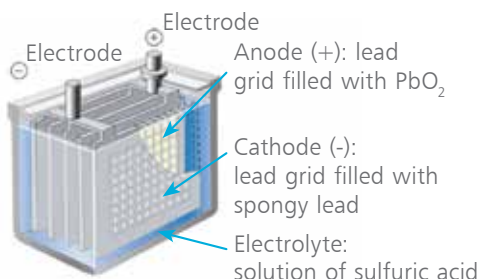 Electrode
⊕
Electrode
⊖
Anode (+): lead
grid filled with PbO₂
Cathode (-):
lead grid filled with
spongy lead
Electrolyte:
solution of sulfuric acid